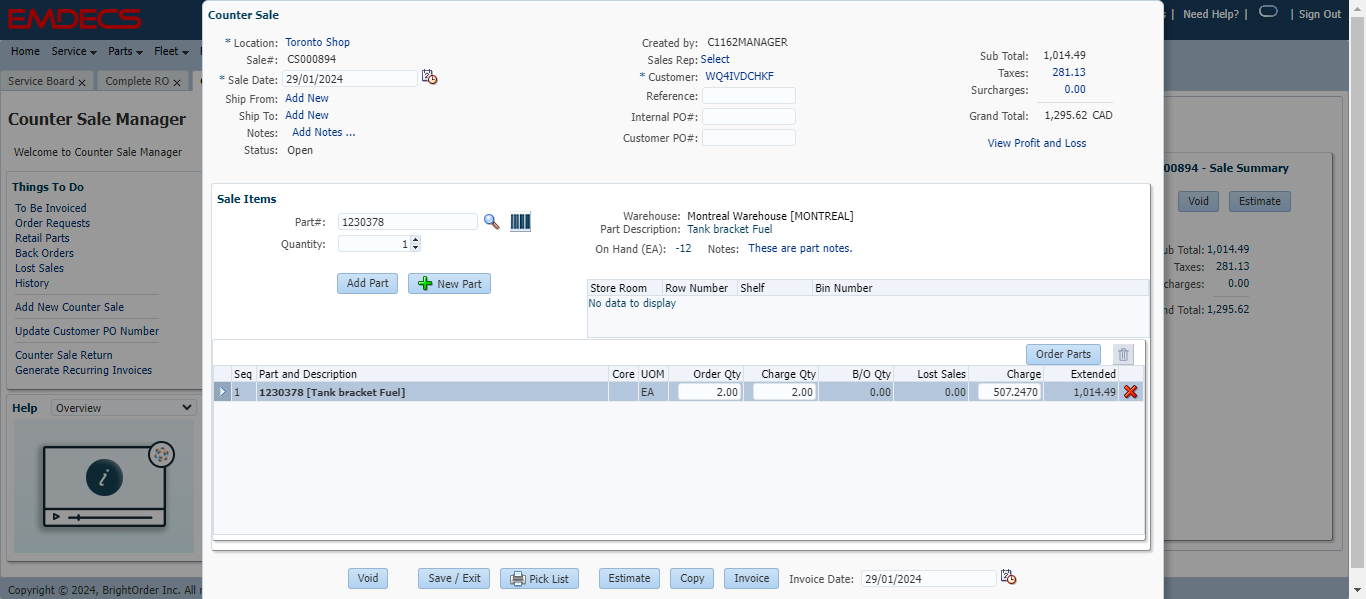 EMDECS
Need Help? |
| Sign Out
Home Service Parts Fleet
Service Board x Complete RO x
Counter Sale Manager
Welcome to Counter Sale Manager
Things To Do
To Be Invoiced
Order Requests
Retail Parts
Back Orders
Lost Sales
History
Add New Counter Sale
Update Customer PO Number
Counter Sale Return
Generate Recurring Invoices
Help Overview
Copyright © 2024, BrightOrder Inc. All
Counter Sale
* Location: Toronto Shop
Sale#: CS000894
* Sale Date: 29/01/2024
Ship From: Add New
Ship To: Add New
Notes: Add Notes ...
Status: Open
Created by: C1162MANAGER
Sales Rep: Select
* Customer: WQ4IVDCHKF
Reference:
Internal PO#:
Customer PO#:
Sub Total: 1,014.49
Taxes: 281.13
Surcharges: 0.00
Grand Total: 1,295.62 CAD
View Profit and Loss
Sale Items
Part#: 1230378
Quantity: 1
Add Part New Part
Warehouse: Montreal Warehouse [MONTREAL]
Part Description: Tank bracket Fuel
On Hand (EA): -12 Notes: These are part notes.
Store Room Row Number Shelf Bin Number
No data to display
Order Parts
Seq Part and Description Core UOM Order Qty Charge Qty B/O Qty Lost Sales Charge Extended
1 1230378 [Tank bracket Fuel] EA 2.00 2.00 0.00 0.00 507.2470 1,014.49
Void Save / Exit Pick List Estimate Copy Invoice Invoice Date: 29/01/2024
00894 - Sale Summary
Void Estimate
ub Total: 1,014.49
Taxes: 281.13
charges: 0.00
nd Total: 1,295.62